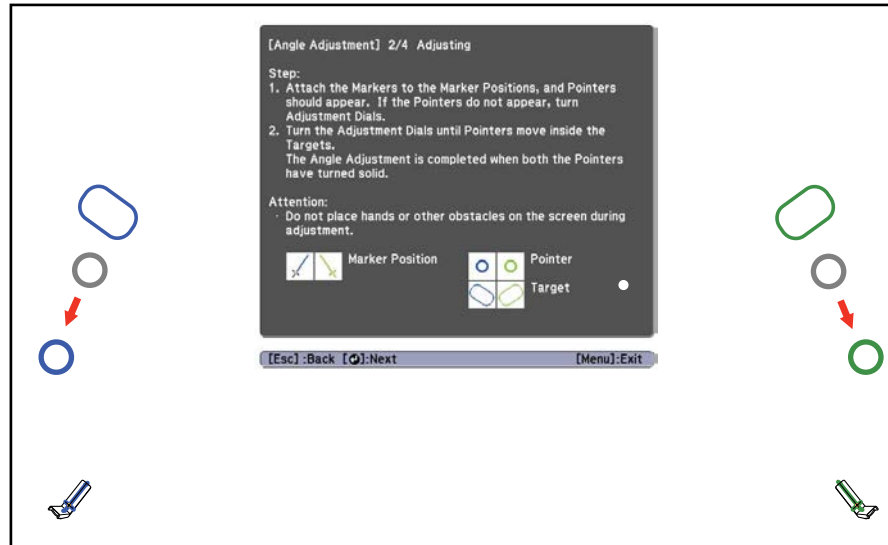 [Angle Adjustment] 2/4 Adjusting
Step:
1. Attach the Markers to the Marker Positions, and Pointers
should appear. If the Pointers do not appear, turn
Adjustment Dials.
2. Turn the Adjustment Dials until Pointers move inside the
Targets.
The Angle Adjustment is completed when both the Pointers
have turned solid.
Attention:
· Do not place hands or other obstacles on the screen during
adjustment.
Marker Position
Pointer
Target
[Esc] :Back [⏎]:Next [Menu]:Exit